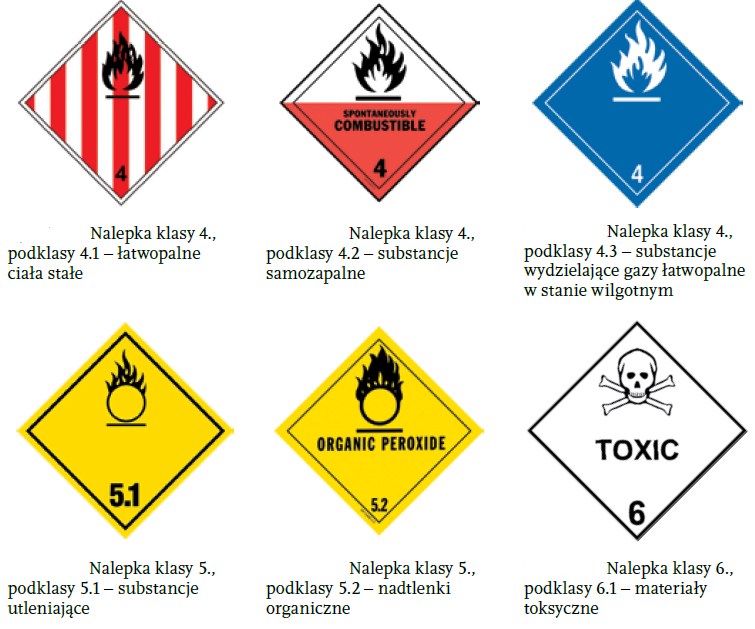 4
SPONTANEOUSLY
COMBUSTIBLE
4
4
Nalepka klasy 4.,
podklasy 4.1 – łatwopalne
ciała stałe
Nalepka klasy 4.,
podklasy 4.2 – substancje
samozapalne
Nalepka klasy 4.,
podklasy 4.3 – substancje
wydzielające gazy łatwopalne
w stanie wilgotnym
5.1
ORGANIC PEROXIDE
5.2
TOXIC
6
Nalepka klasy 5.,
podklasy 5.1 – substancje
utleniające
Nalepka klasy 5.,
podklasy 5.2 – nadtlenki
organiczne
Nalepka klasy 6.,
podklasy 6.1 – materiały
toksyczne